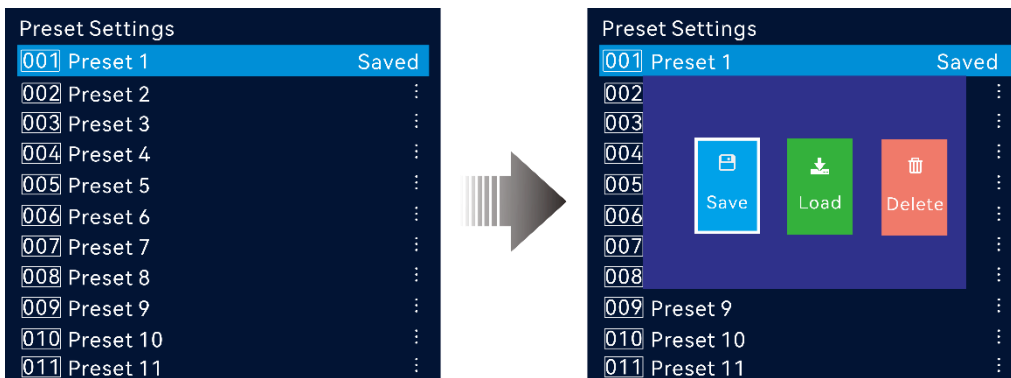 Preset Settings
001 Preset 1 Saved
002 Preset 2
003 Preset 3
004 Preset 4
005 Preset 5
006 Preset 6
007 Preset 7
008 Preset 8
009 Preset 9
010 Preset 10
011 Preset 11
Preset Settings
001 Preset 1 Saved
002
003
004
005
006
007
008
Save Load Delete
009 Preset 9
010 Preset 10
011 Preset 11